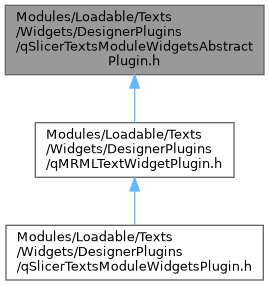 Modules/Loadable/Texts
/Widgets/DesignerPlugins
/qSlicerTextsModuleWidgetsAbstract
Plugin.h
Modules/Loadable/Texts
/Widgets/DesignerPlugins
/qMRMLTextWidgetPlugin.h
Modules/Loadable/Texts
/Widgets/DesignerPlugins
/qSlicerTextsModuleWidgetsPlugin.h